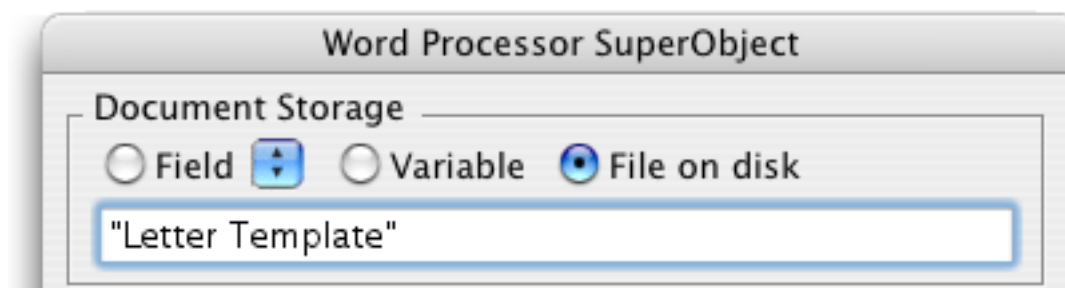 Word Processor SuperObject
Document Storage
Field Variable File on disk
"Letter Template"